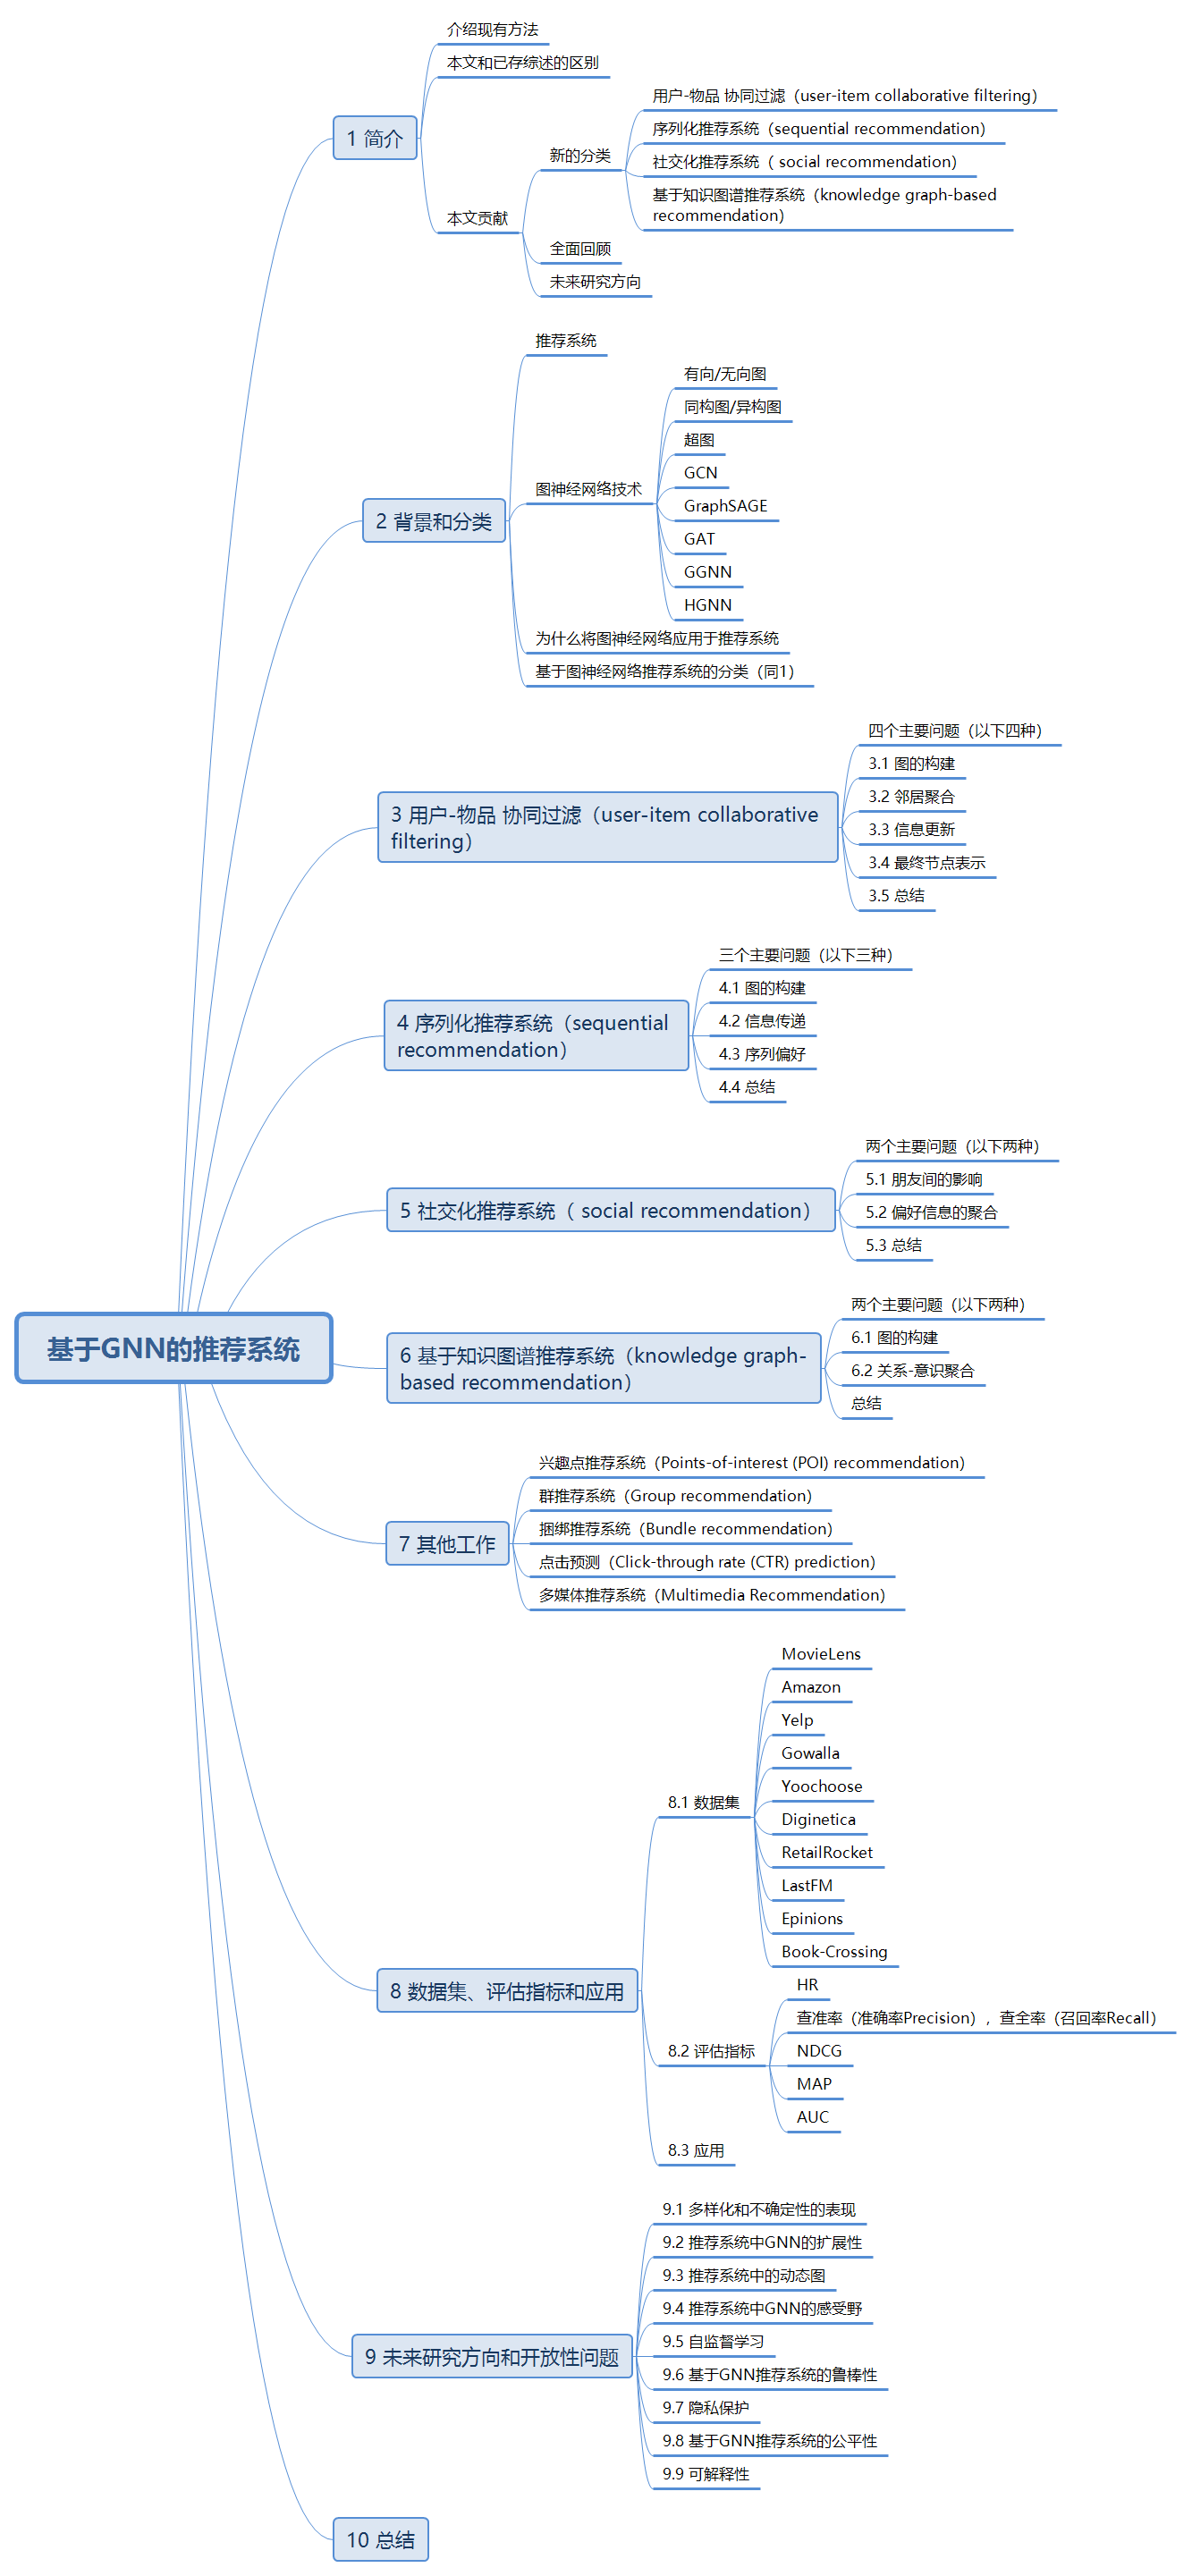 介绍现有方法
本文和已存综述的区别
用户-物品 协同过滤（user-item collaborative filtering）
序列化推荐系统（sequential recommendation）
新的分类
社交化推荐系统（ social recommendation）
1 简介
基于知识图谱推荐系统（knowledge graph-based
recommendation）
本文贡献
全面回顾
未来研究方向
推荐系统
有向/无向图
同构图/异构图
超图
GCN
图神经网络技术
GraphSAGE
2 背景和分类
GAT
GGNN
HGNN
为什么将图神经网络应用于推荐系统
基于图神经网络推荐系统的分类（同1）
四个主要问题（以下四种）
3.1 图的构建
3.2 邻居聚合
3 用户-物品 协同过滤（user-item collaborative
filtering）
3.3 信息更新
3.4 最终节点表示
3.5 总结
三个主要问题（以下三种）
4.1 图的构建
4 序列化推荐系统（sequential
recommendation）
4.2 信息传递
4.3 序列偏好
4.4 总结
两个主要问题（以下两种）
5.1 朋友间的影响
5 社交化推荐系统（ social recommendation）
5.2 偏好信息的聚合
5.3 总结
基于GNN的推荐系统
两个主要问题（以下两种）
6.1 图的构建
6 基于知识图谱推荐系统（knowledge graph-
based recommendation）
6.2 关系-意识聚合
总结
兴趣点推荐系统（Points-of-interest (POI) recommendation）
群推荐系统（Group recommendation）
7 其他工作
捆绑推荐系统（Bundle recommendation）
点击预测（Click-through rate (CTR) prediction）
多媒体推荐系统（Multimedia Recommendation）
MovieLens
Amazon
Yelp
Gowalla
Yoochoose
8.1 数据集
Diginetica
RetailRocket
LastFM
Epinions
Book-Crossing
8 数据集、评估指标和应用
HR
查准率（准确率Precision），查全率（召回率Recall）
8.2 评估指标
NDCG
MAP
AUC
8.3 应用
9.1 多样化和不确定性的表现
9.2 推荐系统中GNN的扩展性
9.3 推荐系统中的动态图
9.4 推荐系统中GNN的感受野
9 未来研究方向和开放性问题
9.5 自监督学习
9.6 基于GNN推荐系统的鲁棒性
9.7 隐私保护
9.8 基于GNN推荐系统的公平性
9.9 可解释性
10 总结